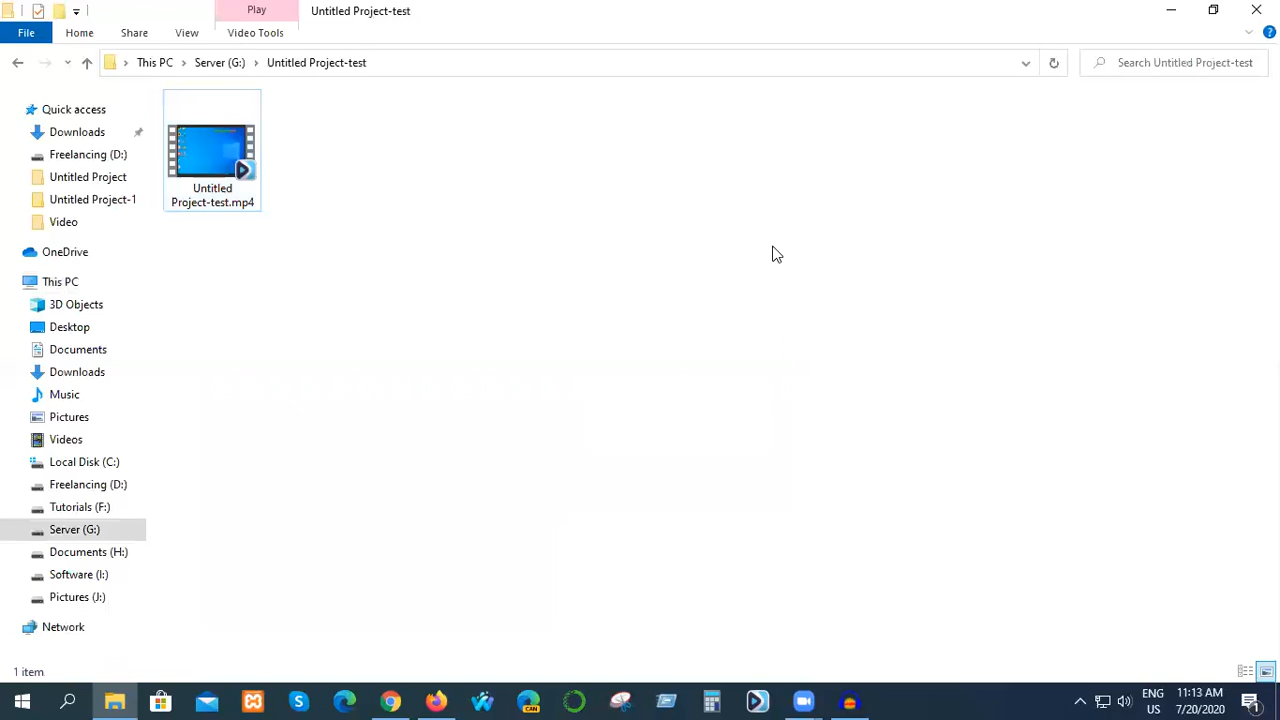 Play
Untitled Project-test
File
Home
Share
View
Video Tools
This PC
Server (G:)
Untitled Project-test
Search Untitled Project-test
Quick access
Downloads
Freelancing (D:)
Untitled Project
Untitled Project-1
Video
OneDrive
This PC
3D Objects
Desktop
Documents
Downloads
Music
Pictures
Videos
Local Disk (C:)
Freelancing (D:)
Tutorials (F:)
Server (G:)
Documents (H:)
Software (I:)
Pictures (J:)
Network
Untitled
Project-test.mp4
1 item
CAN
ENG
US
11:13 AM
7/20/2020
1